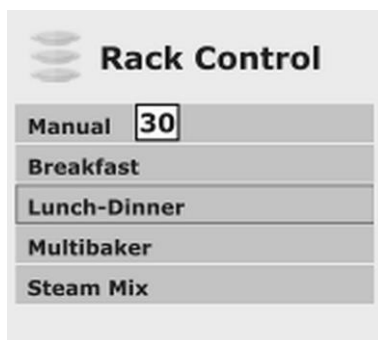 Rack Control
Manual 30
Breakfast
Lunch-Dinner
Multibaker
Steam Mix